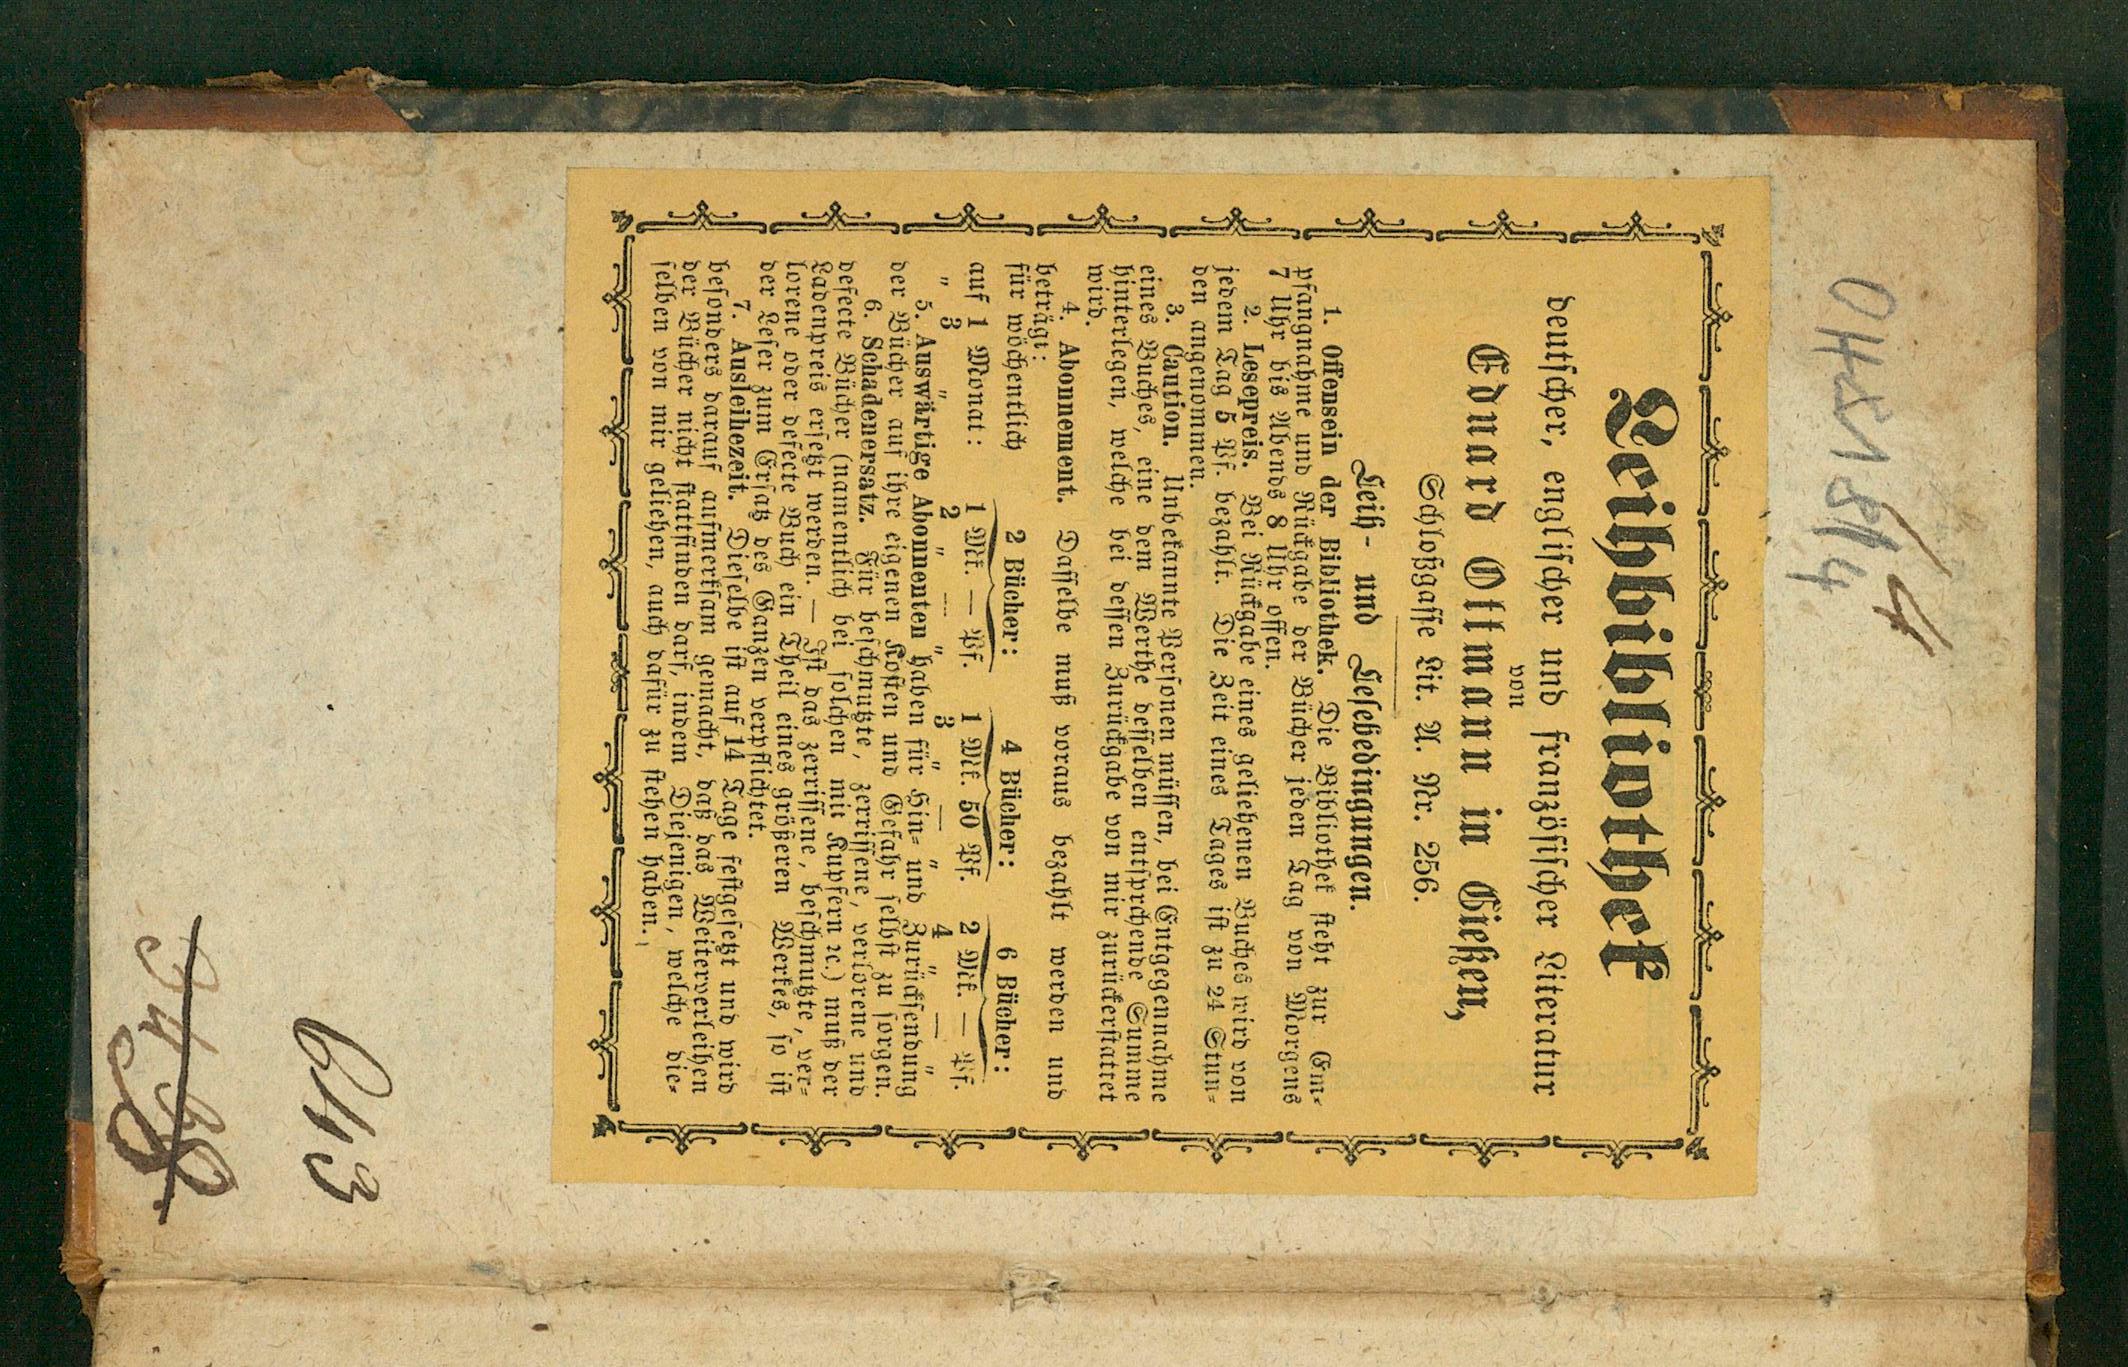 Leihbibliothek
deutscher, englischer und französischer Literatur
von
Eduard Ottmann in Gießen,
Schloßgasse Lit. A. Nr. 256.
Leih- und Lesebedingungen.
1. Offensein der Bibliothek. Die Bibliothek steht zur Em-
pfangnahme und Rückgabe der Bücher jeden Tag von Morgens
7 Uhr bis Abends 8 Uhr offen.
2. Lesepreis. Bei Rückgabe eines geliehenen Buches wird von
jedem Tag 5 Pf. bezahlt. Die Zeit eines Tages ist zu 24 Stun-
den angenommen.
3. Caution. Unbekannte Personen müssen, bei Entgegennahme
eines Buches, eine dem Werthe desselben entsprchende Summe
hinterlegen, welche bei dessen Zurückgabe von mir zurückerstattet
wird.
4. Abonnement. Dasselbe muß voraus bezahlt werden und
beträgt:
für wöchentlich 2 Bücher: 4 Bücher: 6 Bücher:
auf 1 Monat: 1 Mk. — Pf. 1 Mk. 50 Pf. 2 Mk. — Pf.
" 3 " 2 " — " 3 " — " 4 " — "
5. Auswärtige Abonnenten haben für Hin- und Zurücksendung
der Bücher auf ihre eigenen Kosten und Gefahr selbst zu sorgen.
6. Schadenersatz. Für beschmutzte, zerrissene, verlorene und
defecte Bücher (namentlich bei solchen mit Kupfern ꝛc.) muß der
Ladenpreis ersetzt werden. — Ist das zerrissene, beschmutzte, ver-
lorene oder defecte Buch ein Theil eines größeren Werkes, so ist
der Leser zum Ersatz des Ganzen verpflichtet.
7. Ausleihezeit. Dieselbe ist auf 14 Tage festgesetzt und wird
besonders darauf aufmerksam gemacht, daß das Weiterverleihen
der Bücher nicht stattfinden darf, indem Diejenigen, welche die-
selben von mir geliehen, auch dafür zu stehen haben.
6443